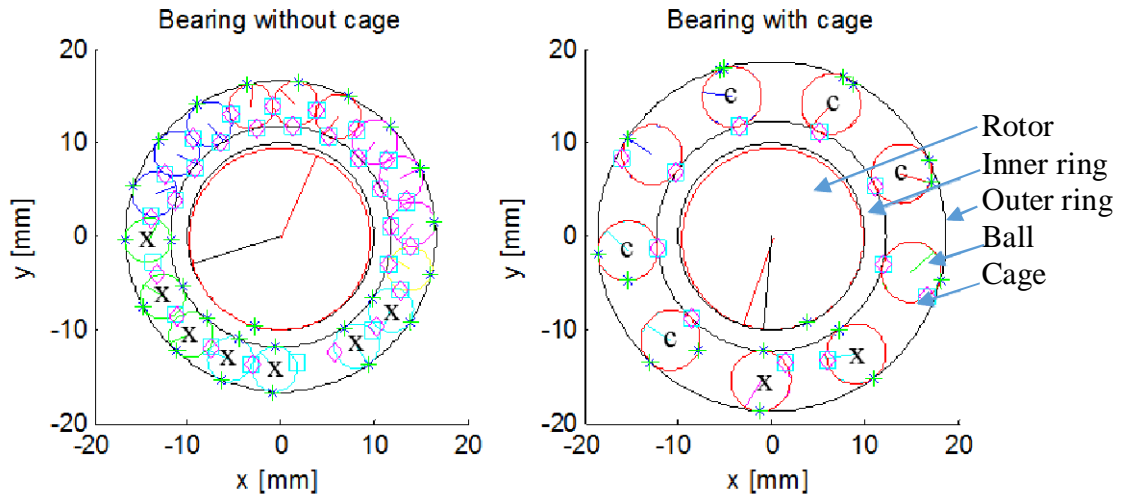 Bearing without cage
20
10
0
-10
-20
y [mm]
X
X
X
X
X
X
X
-20
-10
0
10
20
x [mm]
Bearing with cage
20
10
0
-10
-20
y [mm]
c
c
c
c
c
X
X
-20
-10
0
10
20
x [mm]
Rotor
Inner ring
Outer ring
Ball
Cage